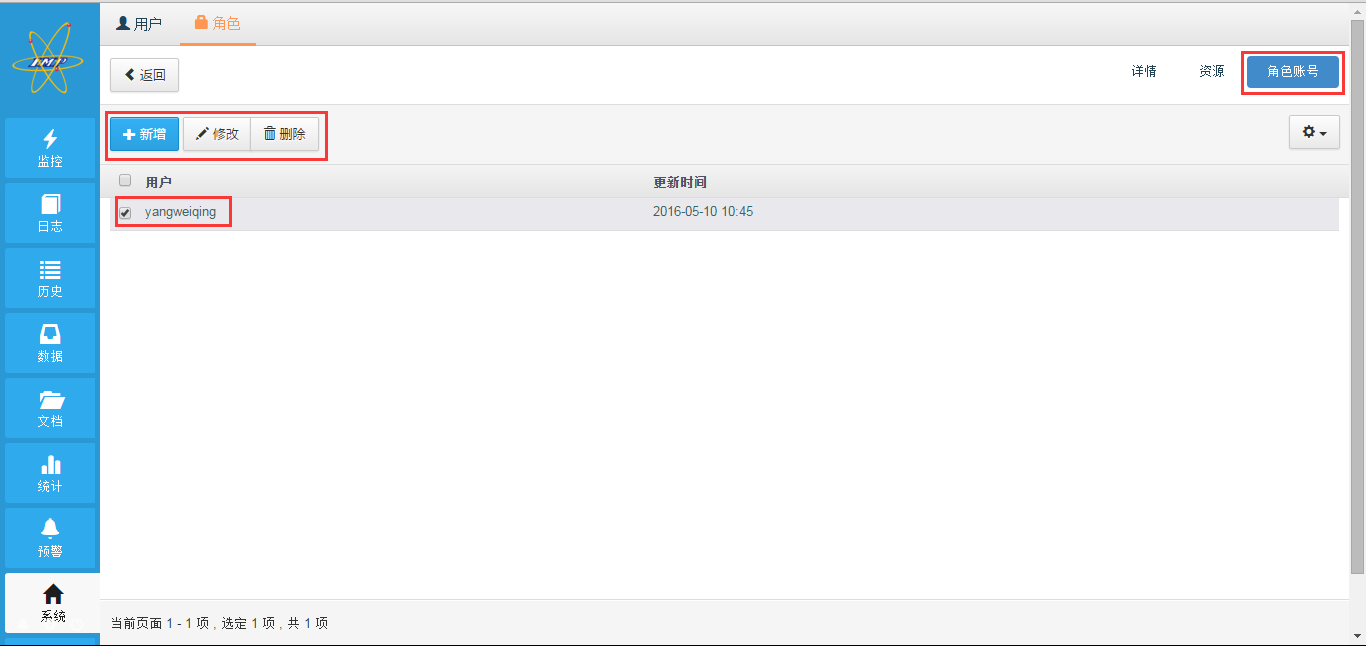 用户 角色
IMP
返回 详情 资源 角色账号
新增 修改 删除
监控
日志
历史
数据
文档
统计
预警
系统
用户 更新时间
yangweiqing 2016-05-10 10:45
当前页面 1 - 1 项 , 选定 1 项 , 共 1 项